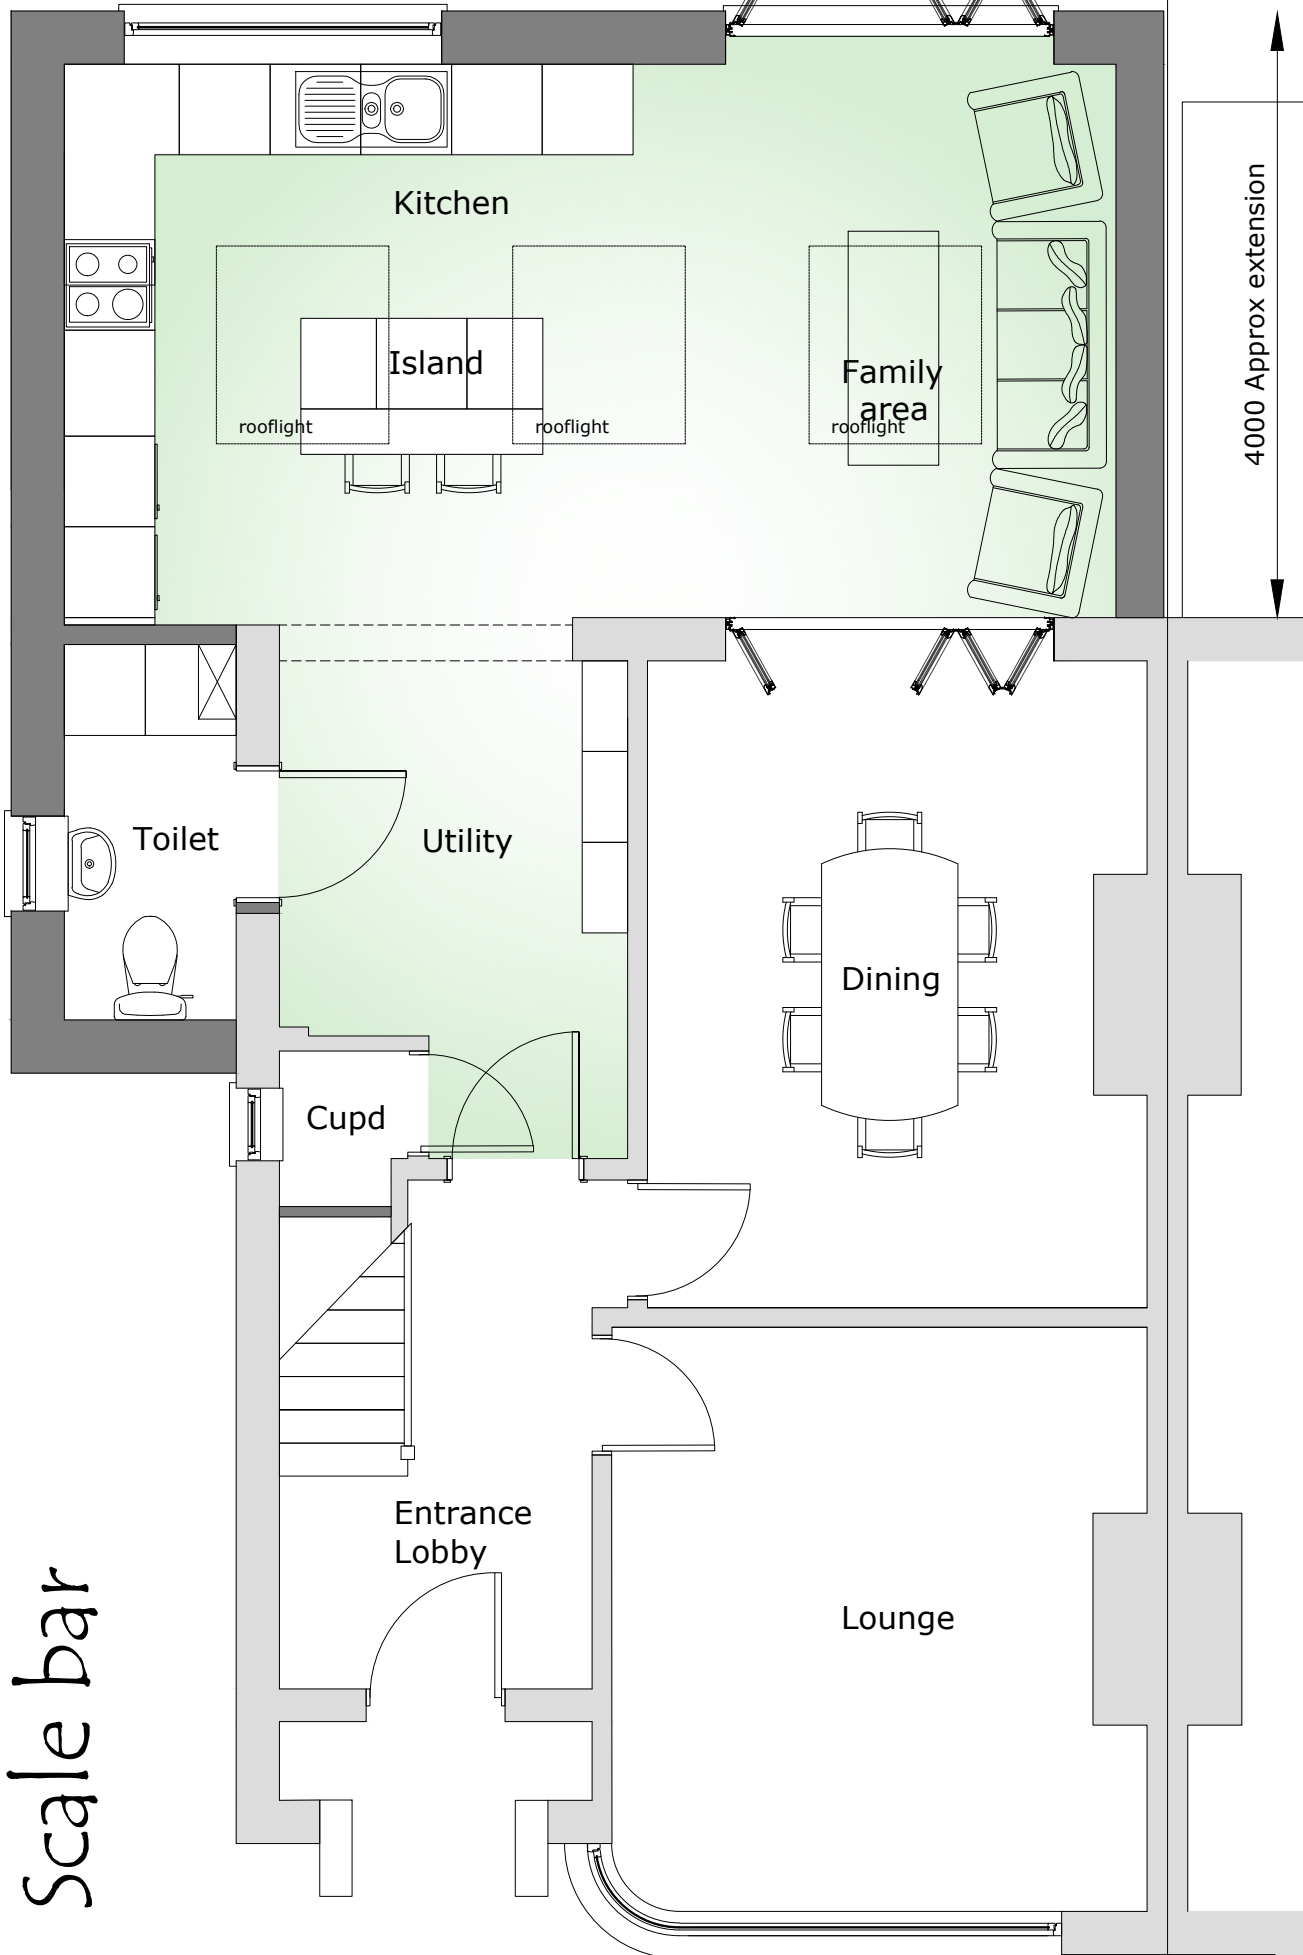 Kitchen
4000 Approx extension
Island
Family
area
rooflight
rooflight
rooflight
Toilet
Utility
Dining
Cupd
Entrance
Lobby
Lounge
Scale bar